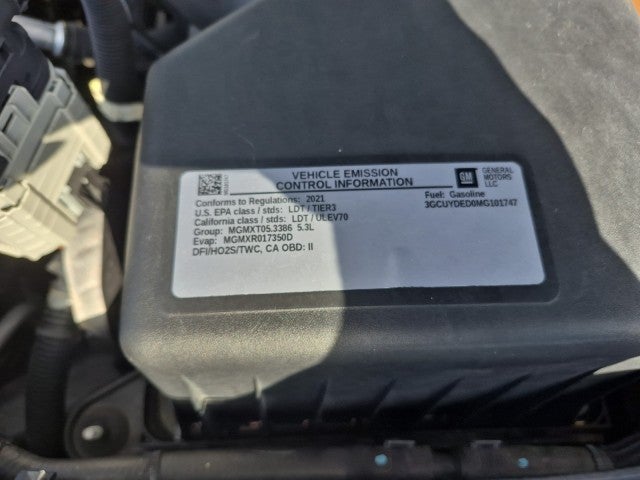 VEHICLE EMISSION
CONTROL INFORMATION
GM
GENERAL
MOTORS
LLC
Conforms to Regulations: 2021
U.S. EPA class / stds: LDT / TIER3
California class / stds: LDT / ULEV70
Group: MGMXT05.3386 5.3L
Evap: MGMXR017350D
DFI/HO2S/TWC, CA OBD: II
Fuel: Gasoline
3GCUYDED0MG101747